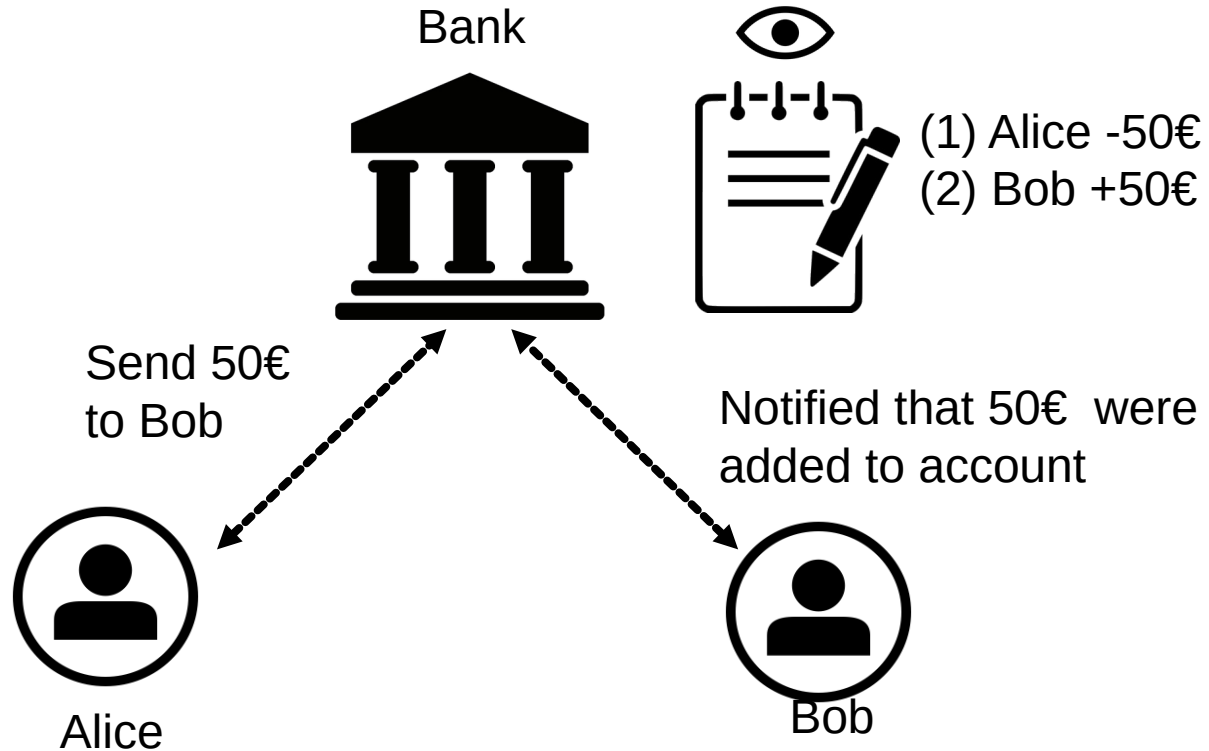 Bank
(1) Alice -50€
(2) Bob +50€
Send 50€
to Bob
Notified that 50€  were
added to account
Alice
Bob